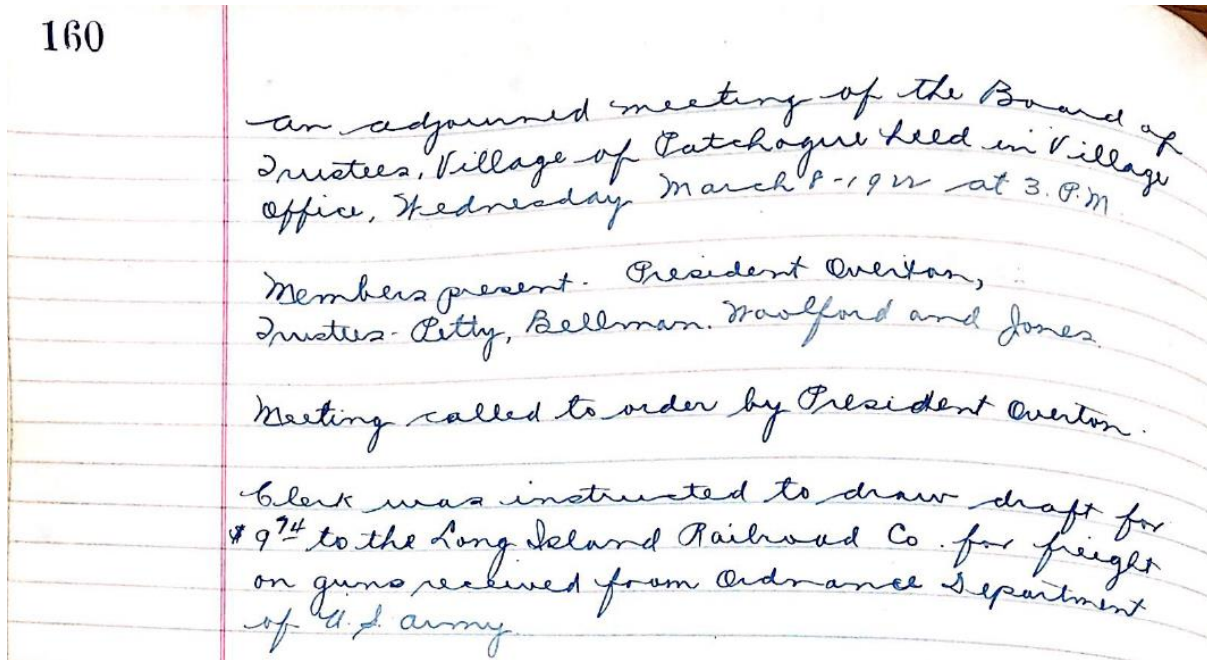 160
An adjourned meeting of the Board of
Trustees, Village of Patchogue held in Village
Office, Wednesday March 8-1922 at 3. P.M.
Members present. President Overton,
Trustees-Petty, Bellman. Woolford and Jones.
Meeting called to order by President Overton.
Clerk was instructed to draw draft for
$9.74 to the Long Island Railroad Co. for freight
on guns received from Ordnance Department
of U.S. army